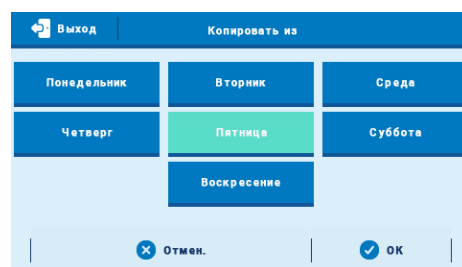 Выход Копировать из
Понедельник Вторник Среда
Четверг Пятница Суббота
Воскресение
Отмен. OK